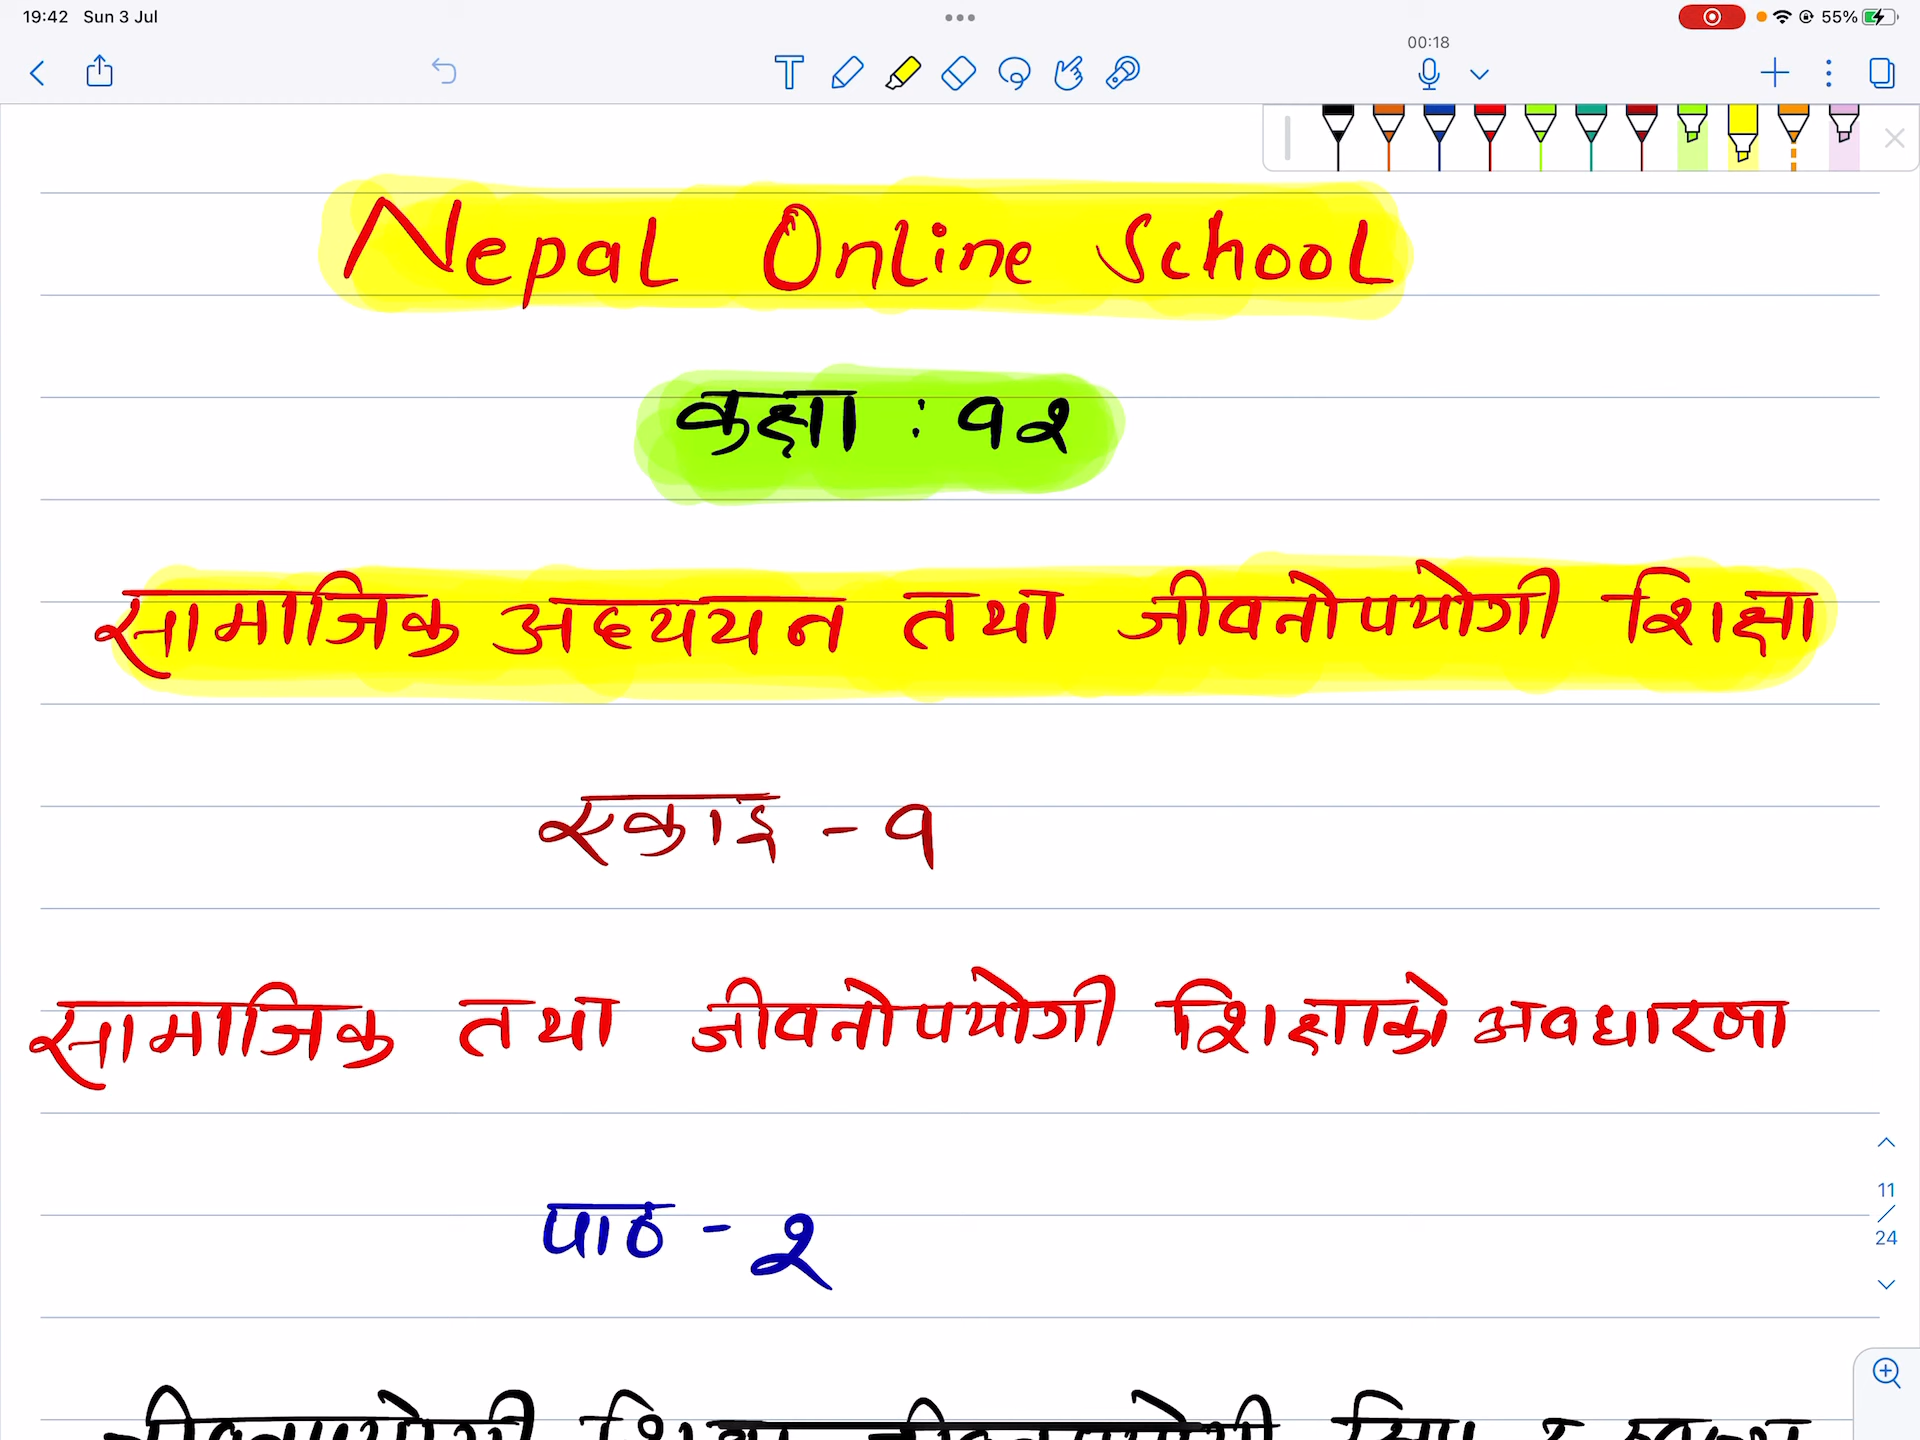 19:42 Sun 3 Jul
55%
00:18
Nepal Online School
कक्षा : १२
सामाजिक अध्ययन तथा जीवनोपयोगी शिक्षा
एकाइ - १
सामाजिक तथा जीवनोपयोगी शिक्षाको अवधारणा
11
/
24
पाठ - २